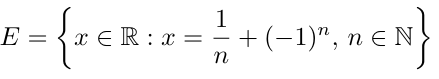 $E = \left\{ x \in \mathbb{R} : x = \frac{1}{n} + (-1)^n,\, n \in \mathbb{N} \right\}$